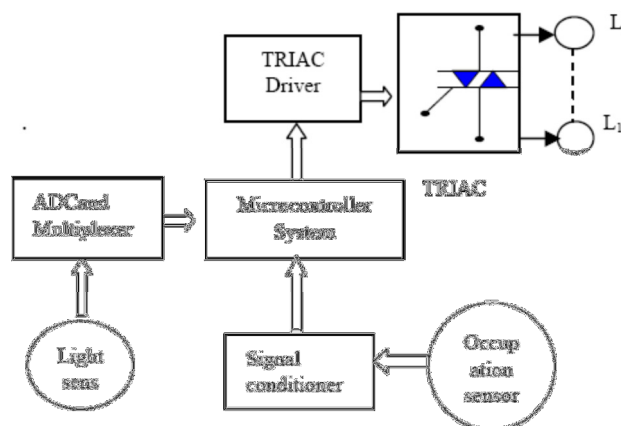 L
TRIAC
Driver
L1
TRIAC
ADCand
Multiplexer
Microcontroller
System
Light
sens
Signal
conditioner
Occup
ation
sensor